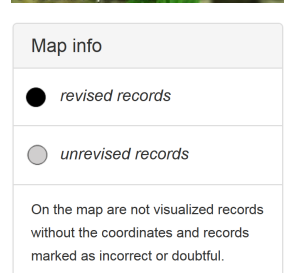 Map info
revised records
unrevised records
On the map are not visualized records
without the coordinates and records
marked as incorrect or doubtful.